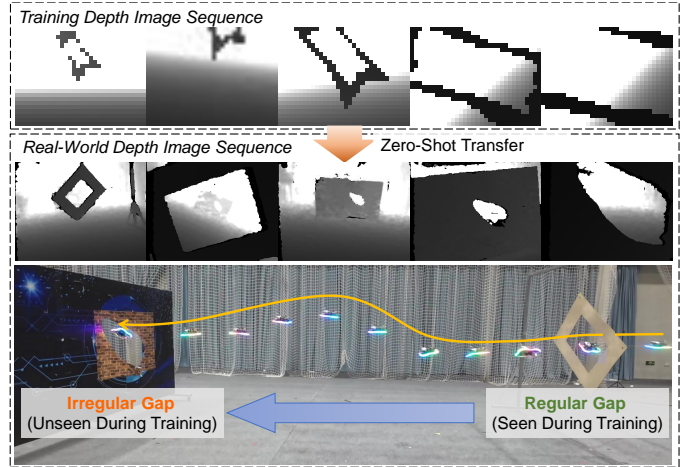 Training Depth Image Sequence
Real-World Depth Image Sequence
Zero-Shot Transfer
Irregular Gap
(Unseen During Training)
Regular Gap
(Seen During Training)